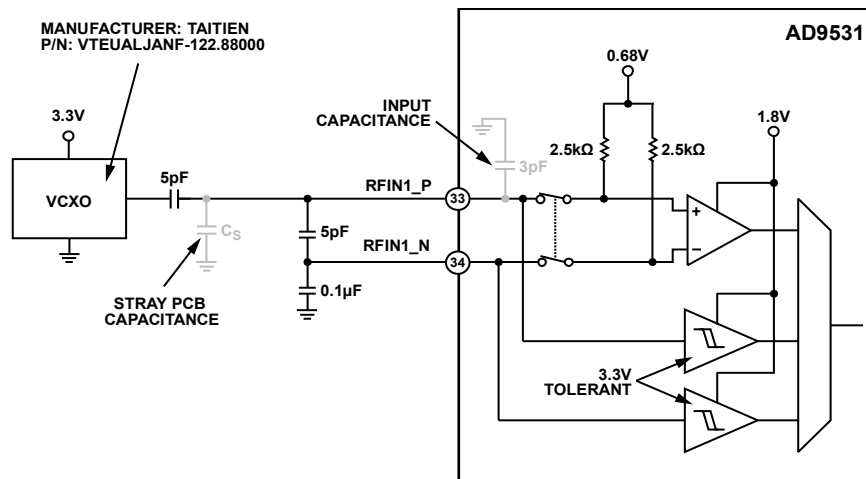 MANUFACTURER: TAITIEN
P/N: VTEUALJANF-122.88000
AD9531
0.68V
INPUT
CAPACITANCE
1.8V
3.3V
2.5kΩ
2.5kΩ
3pF
5pF
VCXO
RFIN1_P
33
CS
5pF
RFIN1_N
34
+
−
0.1µF
STRAY PCB
CAPACITANCE
3.3V
TOLERANT